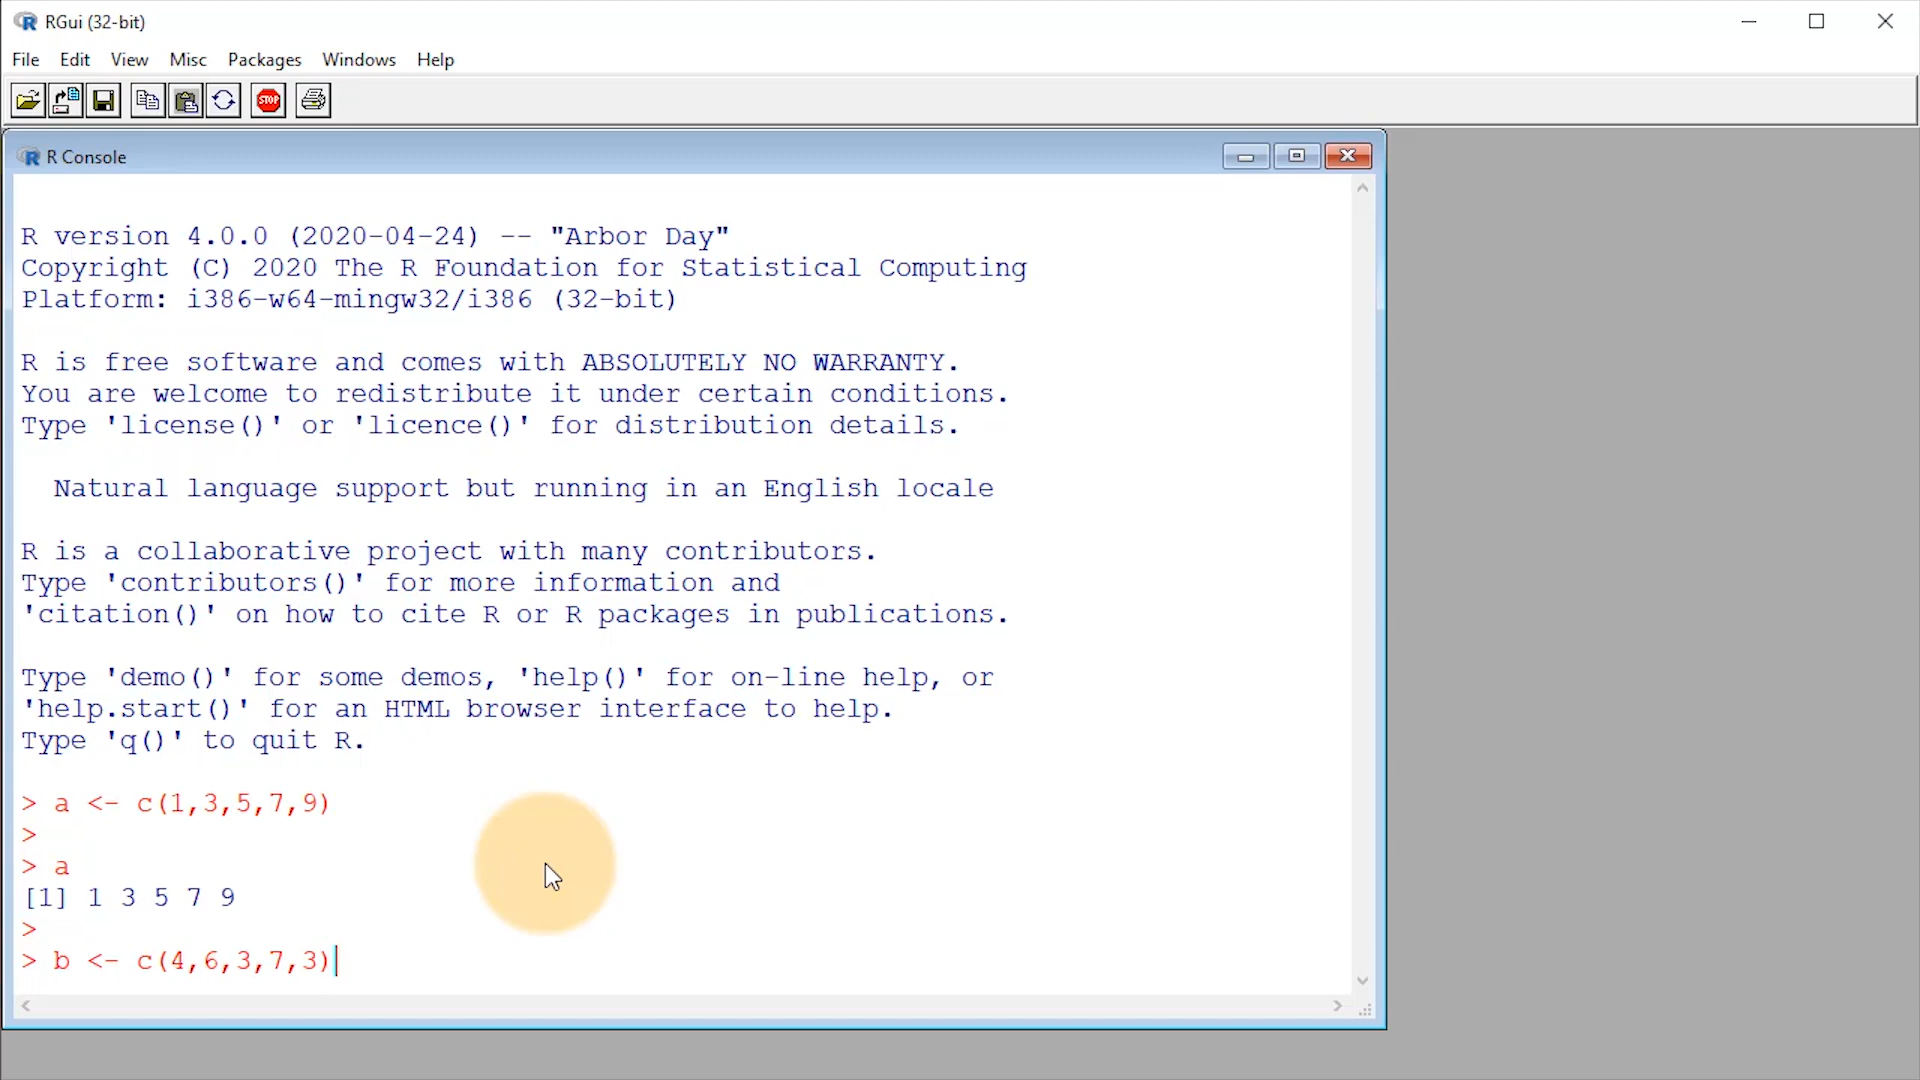 RGui (32-bit)
File Edit View Misc Packages Windows Help
STOP
R Console
R version 4.0.0 (2020-04-24) -- "Arbor Day"
Copyright (C) 2020 The R Foundation for Statistical Computing
Platform: i386-w64-mingw32/i386 (32-bit)
R is free software and comes with ABSOLUTELY NO WARRANTY.
You are welcome to redistribute it under certain conditions.
Type 'license()' or 'licence()' for distribution details.
Natural language support but running in an English locale
R is a collaborative project with many contributors.
Type 'contributors()' for more information and
'citation()' on how to cite R or R packages in publications.
Type 'demo()' for some demos, 'help()' for on-line help, or
'help.start()' for an HTML browser interface to help.
Type 'q()' to quit R.
> a <- c(1,3,5,7,9)
>
> a
[1] 1 3 5 7 9
>
> b <- c(4,6,3,7,3)